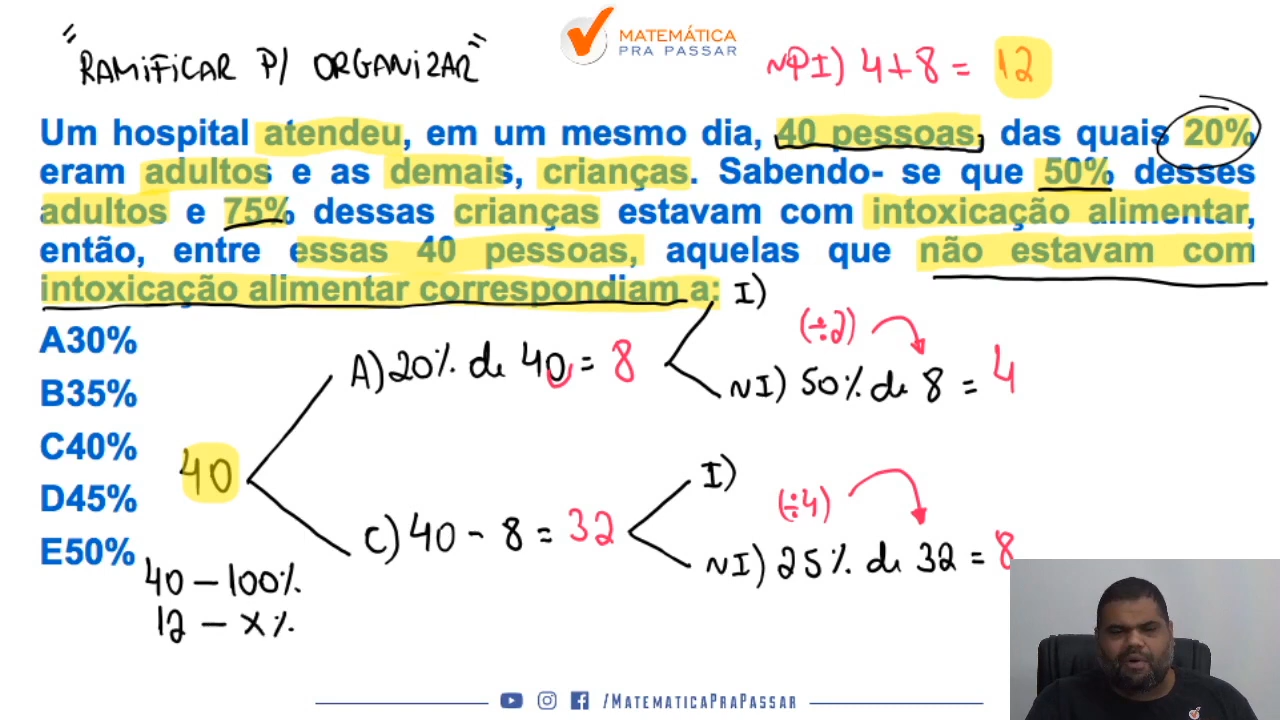 "RAMIFICAR P/ ORGANIZAR"
MATEMÁTICA
PRA PASSAR
NPI) 4+8 = 12
Um hospital atendeu, em um mesmo dia, 40 pessoas, das quais 20%
eram adultos e as demais, crianças. Sabendo- se que 50% desses
adultos e 75% dessas crianças estavam com intoxicação alimentar,
então, entre essas 40 pessoas, aquelas que não estavam com
intoxicação alimentar correspondiam a:
A30%
B35%
C40%
D45%
E50%
40
A) 20% de 40 = 8
I)
(÷2)
NI) 50% de 8 = 4
C) 40 - 8 = 32
I)
(÷4)
NI) 25% de 32 = 8
40 - 100%
12 - X%
/MATEMATICAPRAPASSAR